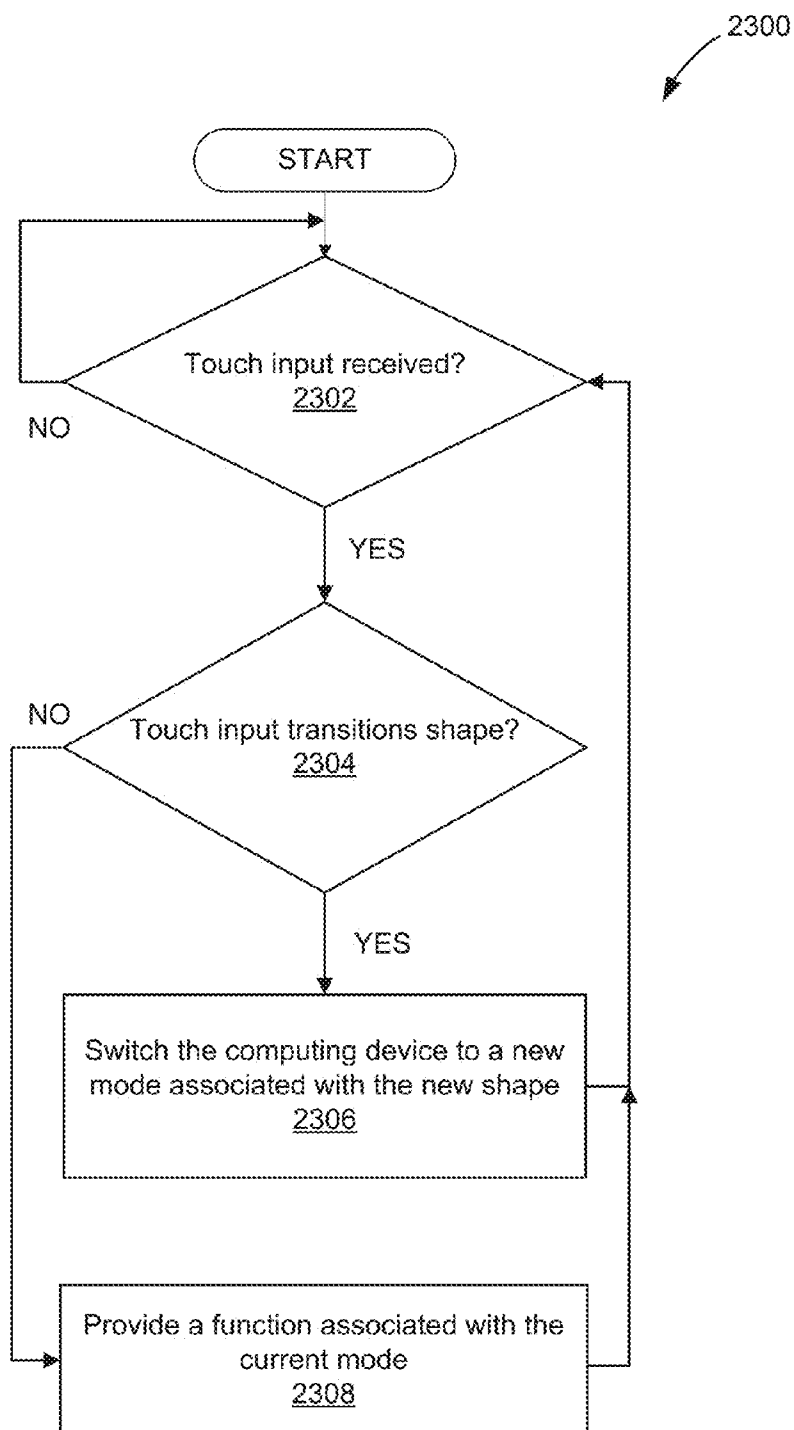 2300
START
Touch input received?
2302
NO
YES
NO
Touch input transitions shape?
2304
YES
Switch the computing device to a new
mode associated with the new shape
2306
Provide a function associated with the
current mode
2308